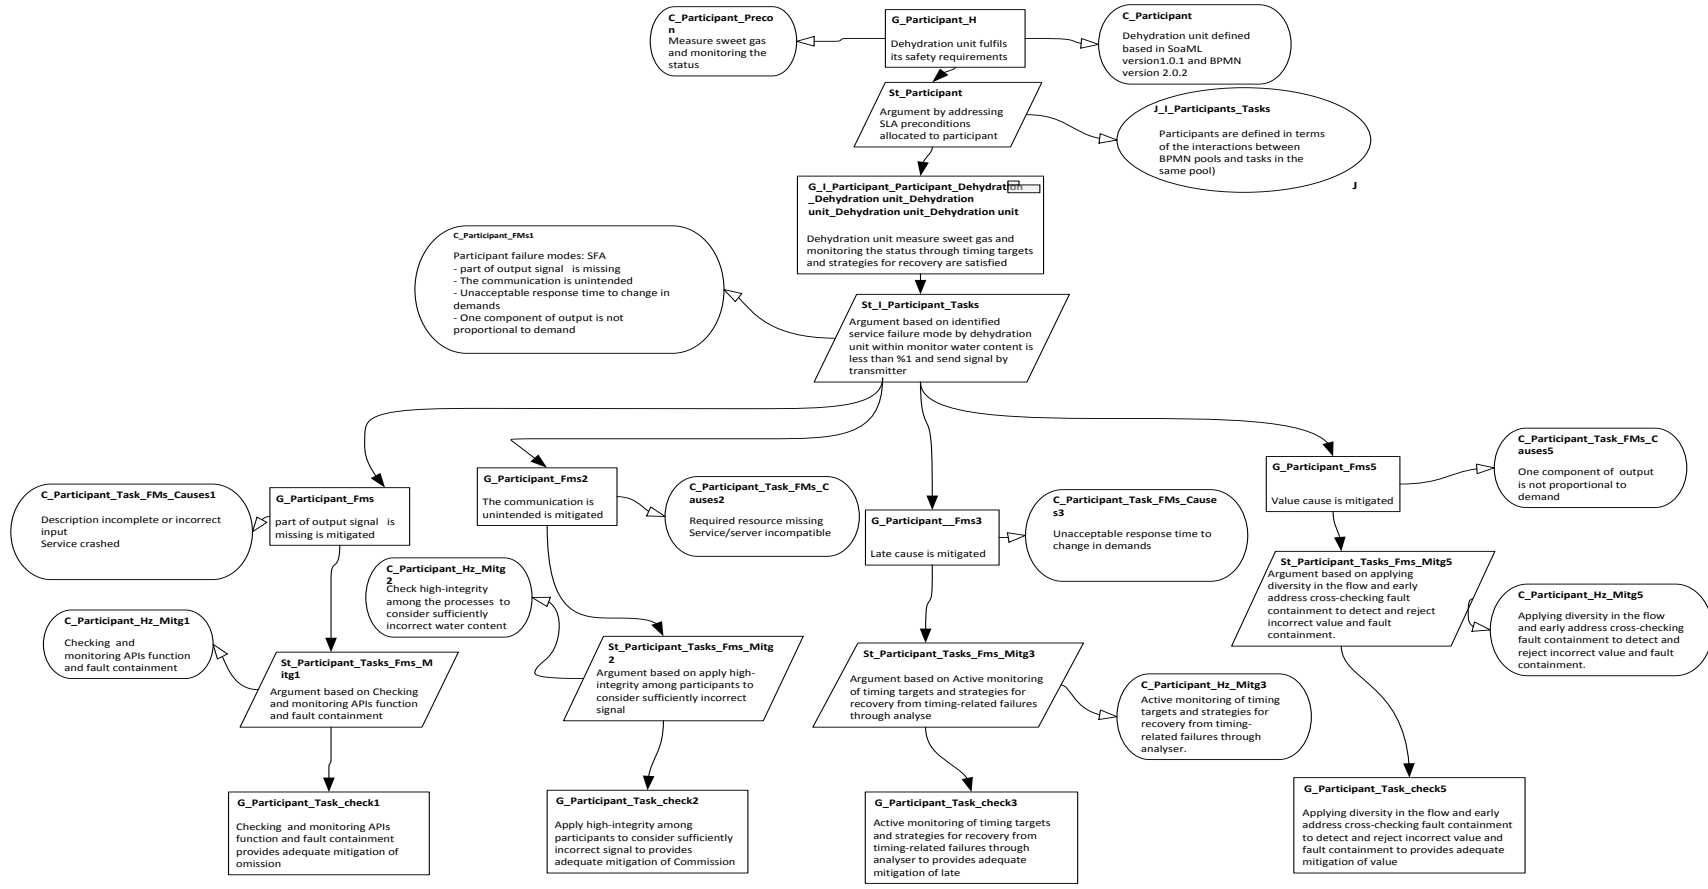 C_Participant_Preco
n
Measure sweet gas
and monitoring the
status
G_Participant_H
Dehydration unit fulfils
its safety requirements
C_Participant
Dehydration unit defined
based in SoaML
version1.0.1 and BPMN
version 2.0.2
St_Participant
Argument by addressing
SLA preconditions
allocated to participant
J_I_Participants_Tasks
Participants are defined in terms
of the interactions between
BPMN pools and tasks in the
same pool)
J
G_I_Participant_Participant_Dehydration
_Dehydration unit_Dehydration
unit_Dehydration unit_Dehydration unit
Dehydration unit measure sweet gas and
monitoring the status through timing targets
and strategies for recovery are satisfied
C_Participant_FMs1
Participant failure modes: SFA
- part of output signal is missing
- The communication is unintended
- Unacceptable response time to change in
demands
- One component of output is not
proportional to demand
St_I_Participant_Tasks
Argument based on identified
service failure mode by dehydration
unit within monitor water content is
less than %1 and send signal by
transmitter
C_Participant_Task_FMs_Causes1
Description incomplete or incorrect
input
Service crashed
G_Participant_Fms
part of output signal is
missing is mitigated
G_Participant_Fms2
The communication is
unintended is mitigated
C_Participant_Task_FMs_C
auses2
Required resource missing
Service/server incompatible
G_Participant__Fms3
Late cause is mitigated
C_Participant_Task_FMs_Cause
s3
Unacceptable response time to
change in demands
G_Participant_Fms5
Value cause is mitigated
C_Participant_Task_FMs_C
auses5
One component of output
is not proportional to
demand
C_Participant_Hz_Mitg1
Checking and
monitoring APIs function
and fault containment
St_Participant_Tasks_Fms_M
itg1
Argument based on Checking
and monitoring APIs function
and fault containment
C_Participant_Hz_Mitg
2
Check high-integrity
among the processes to
consider sufficiently
incorrect water content
St_Participant_Tasks_Fms_Mitg
2
Argument based on apply high-
integrity among participants to
consider sufficiently incorrect
signal
St_Participant_Tasks_Fms_Mitg3
Argument based on Active monitoring
of timing targets and strategies for
recovery from timing-related failures
through analyse
C_Participant_Hz_Mitg3
Active monitoring of timing
targets and strategies for
recovery from timing-
related failures through
analyser.
St_Participant_Tasks_Fms_Mitg5
Argument based on applying
diversity in the flow and early
address cross-checking fault
containment to detect and reject
incorrect value and fault
containment.
C_Participant_Hz_Mitg5
Applying diversity in the flow
and early address cross-checking
fault containment to detect and
reject incorrect value and fault
containment.
G_Participant_Task_check1
Checking and monitoring APIs
function and fault containment
provides adequate mitigation of
omission
G_Participant_Task_check2
Apply high-integrity among
participants to consider sufficiently
incorrect signal to provides
adequate mitigation of Commission
G_Participant_Task_check3
Active monitoring of timing targets
and strategies for recovery from
timing-related failures through
analyser to provides adequate
mitigation of late
G_Participant_Task_check5
Applying diversity in the flow and early
address cross-checking fault containment
to detect and reject incorrect value and
fault containment to provides adequate
mitigation of value